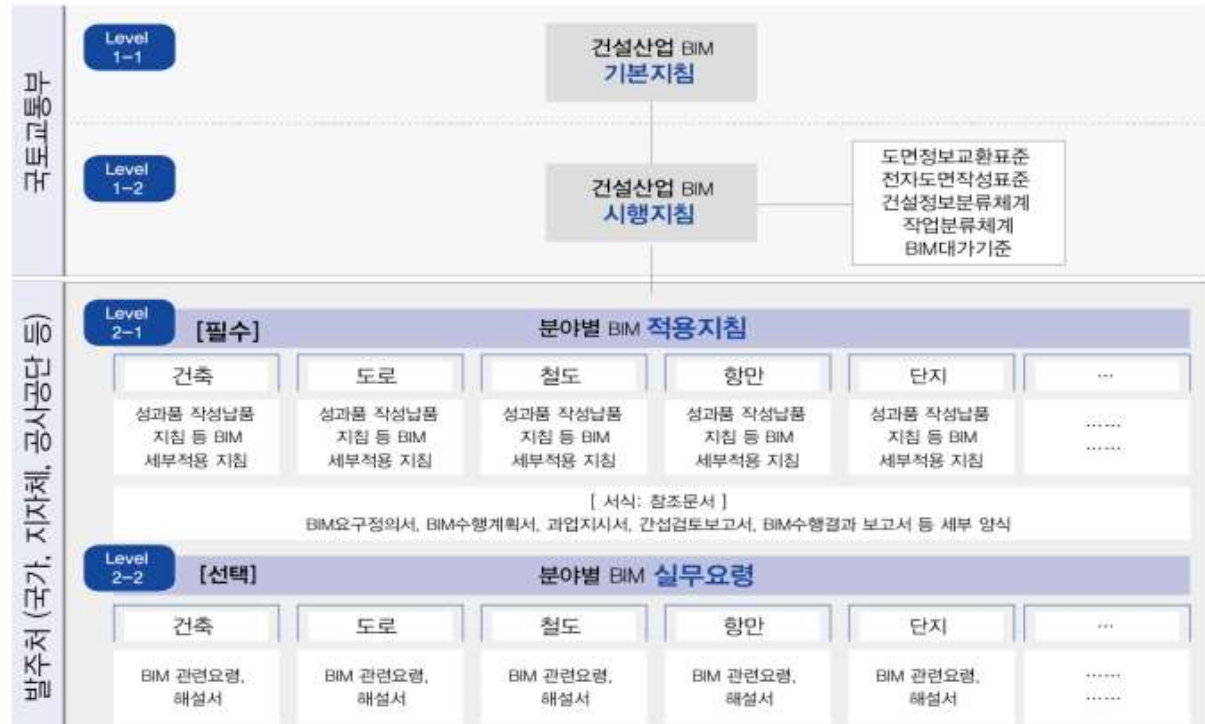 국토교통부
Level
1-1
건설산업 BIM
기본지침
Level
1-2
건설산업 BIM
시행지침
도면정보교환표준
전자도면작성표준
건설정보분류체계
작업분류체계
BIM대가기준
발주처 (국가, 지자체, 공사공단 등)
Level
2-1
[필수]
분야별 BIM 적용지침
건축
도로
철도
항만
단지
...
성과품 작성납품
지침 등 BIM
세부적용 지침
성과품 작성납품
지침 등 BIM
세부적용 지침
성과품 작성납품
지침 등 BIM
세부적용 지침
성과품 작성납품
지침 등 BIM
세부적용 지침
성과품 작성납품
지침 등 BIM
세부적용 지침
......
......
[ 서식: 참조문서 ]
BIM요구정의서, BIM수행계획서, 과업지시서, 간섭검토보고서, BIM수행결과 보고서 등 세부 양식
Level
2-2
[선택]
분야별 BIM 실무요령
건축
도로
철도
항만
단지
...
BIM 관련요령,
해설서
BIM 관련요령,
해설서
BIM 관련요령,
해설서
BIM 관련요령,
해설서
BIM 관련요령,
해설서
......
......